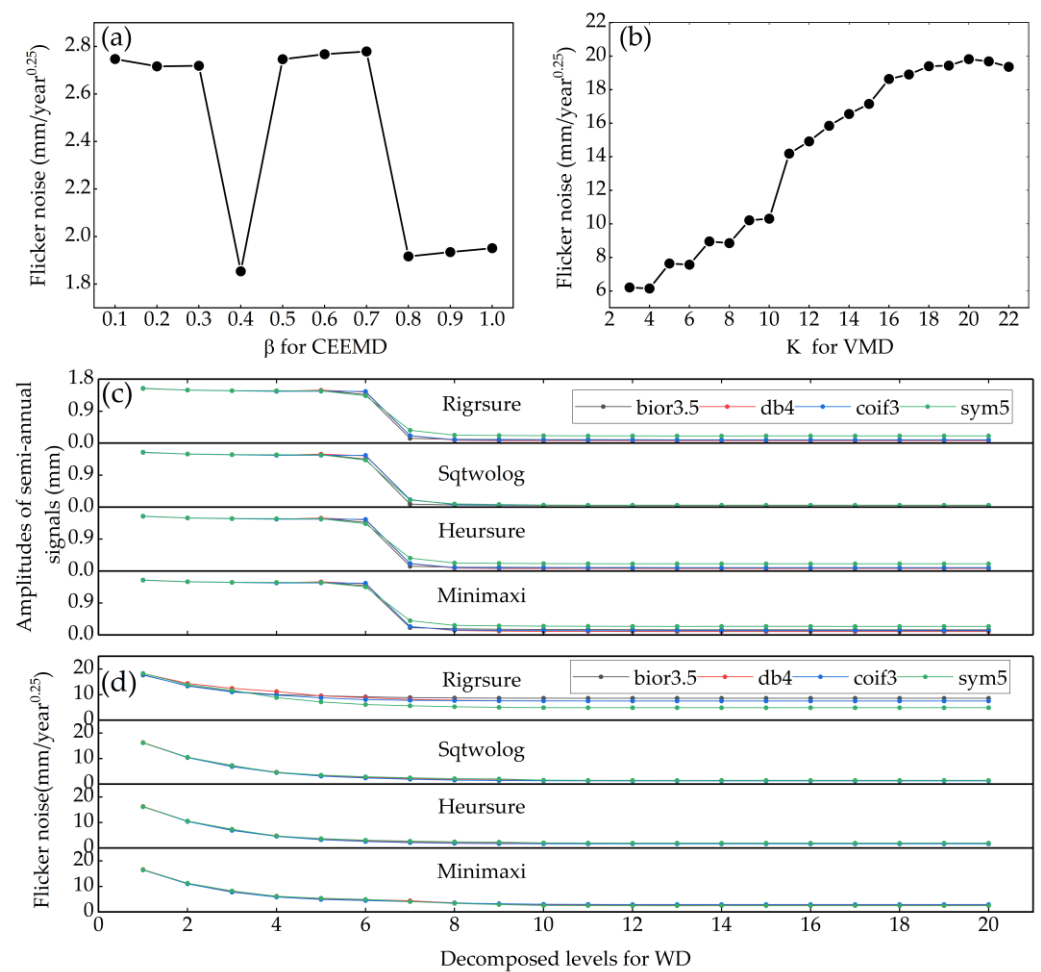 (a)
2.8
2.6
2.4
2.2
2.0
1.8
Flicker noise (mm/year^0.25)
0.1 0.2 0.3 0.4 0.5 0.6 0.7 0.8 0.9 1.0
β for CEEMD
(b)
22
20
18
16
14
12
10
8
6
Flicker noise (mm/year^0.25)
2 4 6 8 10 12 14 16 18 20 22
K for VMD
(c)
Amplitudes of semi-annual
signals (mm)
1.8
0.9
0.0
Rigrsure
bior3.5 db4 coif3 sym5
0.9
0.0
Sqtwolog
0.9
0.0
Heursure
0.9
0.0
Minimaxi
(d)
Flicker noise(mm/year^0.25)
20
10
0
Rigrsure
bior3.5 db4 coif3 sym5
20
10
0
Sqtwolog
20
10
0
Heursure
20
10
0
Minimaxi
0 2 4 6 8 10 12 14 16 18 20
Decomposed levels for WD